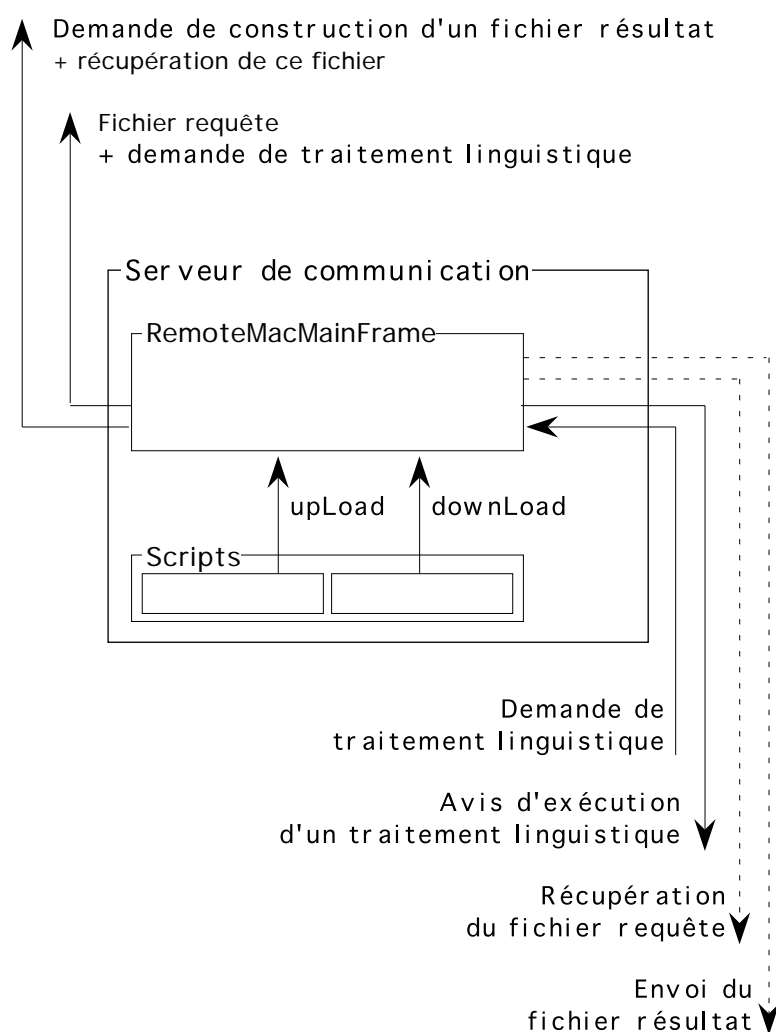 Demande de construction d'un fichier résultat
+ récupération de ce fichier
Fichier requête
+ demande de traitement linguistique
Serveur de communication
RemoteMacMainFrame
upLoad
downLoad
Scripts
Demande de
traitement linguistique
Avis d'exécution
d'un traitement linguistique
Récupération
du fichier requête
Envoi du
fichier résultat